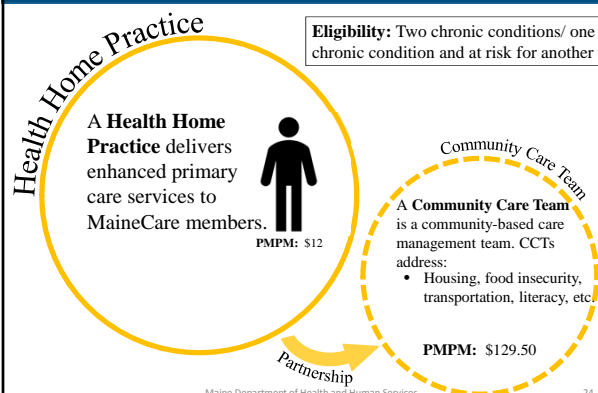 Health Home Practice
Eligibility: Two chronic conditions/ one
chronic condition and at risk for another
A Health Home
Practice delivers
enhanced primary
care services to
MaineCare members.
PMPM: $12
Community Care Team
A Community Care Team
is a community-based care
management team. CCTs
address:
• Housing, food insecurity,
transportation, literacy, etc.
PMPM: $129.50
Partnership
Maine Department of Health and Human Services
24